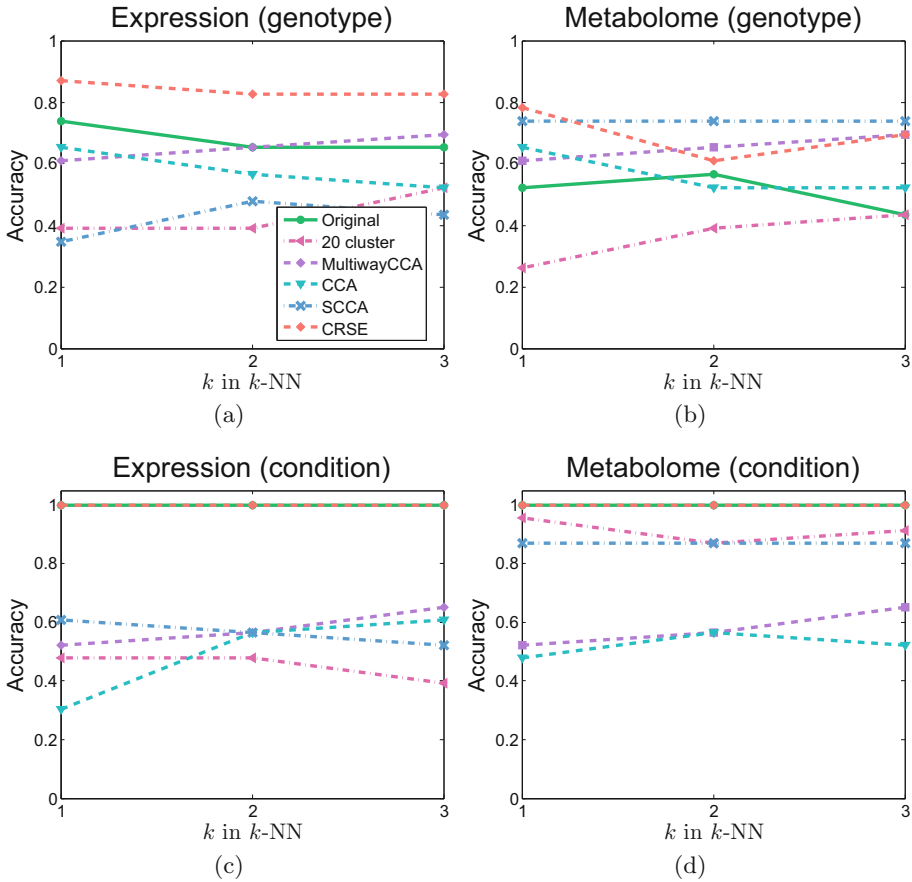 Expression (genotype)
1
0.8
0.6
0.4
0.2
0
Accuracy
Original
20 cluster
MultiwayCCA
CCA
SCCA
CRSE
1
2
3
k in k-NN
(a)
Metabolome (genotype)
1
0.8
0.6
0.4
0.2
0
Accuracy
1
2
3
k in k-NN
(b)
Expression (condition)
1
0.8
0.6
0.4
0.2
0
Accuracy
1
2
3
k in k-NN
(c)
Metabolome (condition)
1
0.8
0.6
0.4
0.2
0
Accuracy
1
2
3
k in k-NN
(d)